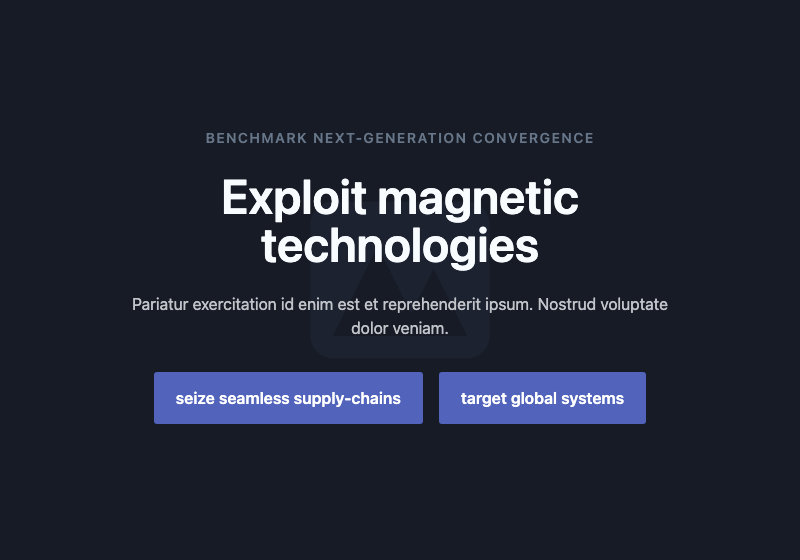 BENCHMARK NEXT-GENERATION CONVERGENCE
Exploit magnetic
technologies
Pariatur exercitation id enim est et reprehenderit ipsum. Nostrud voluptate
dolor veniam.
seize seamless supply-chains
target global systems